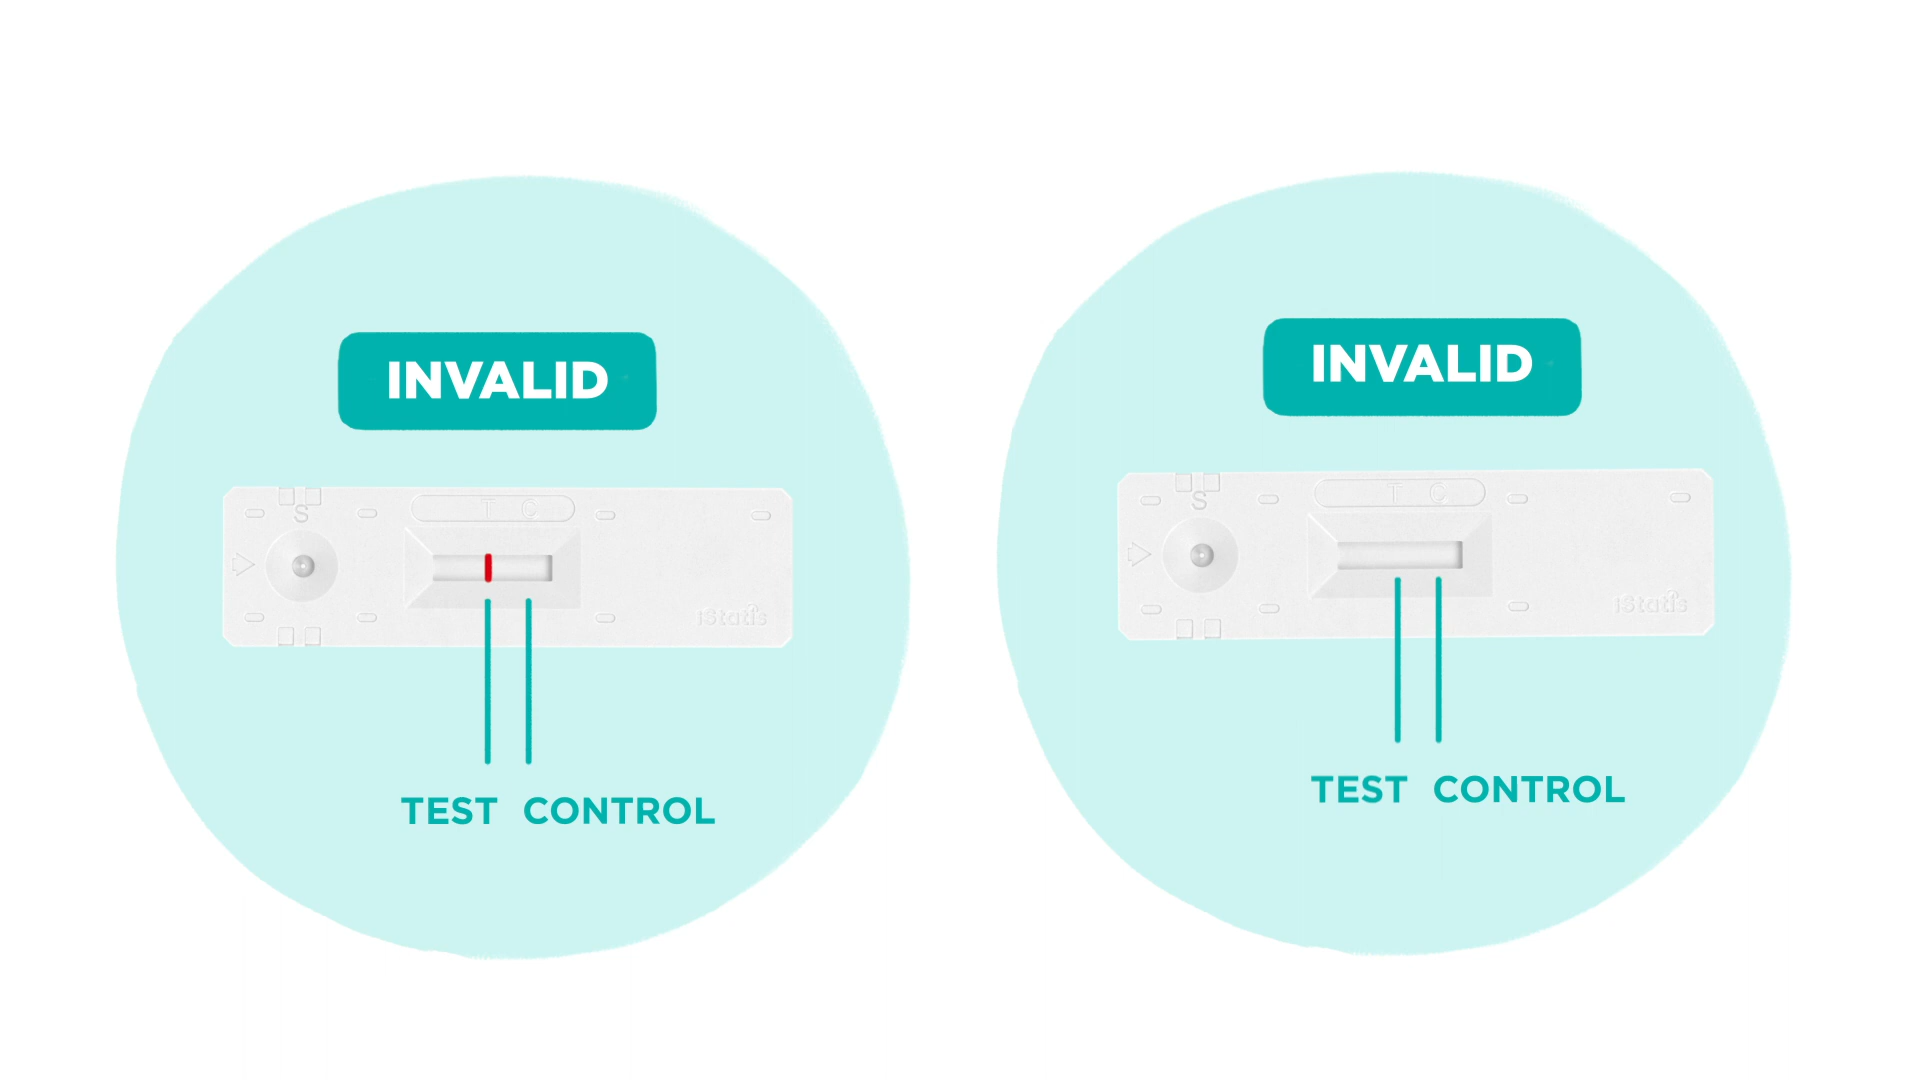 INVALID
S
T C
iStatis
TEST CONTROL
INVALID
S
T C
iStatis
TEST CONTROL